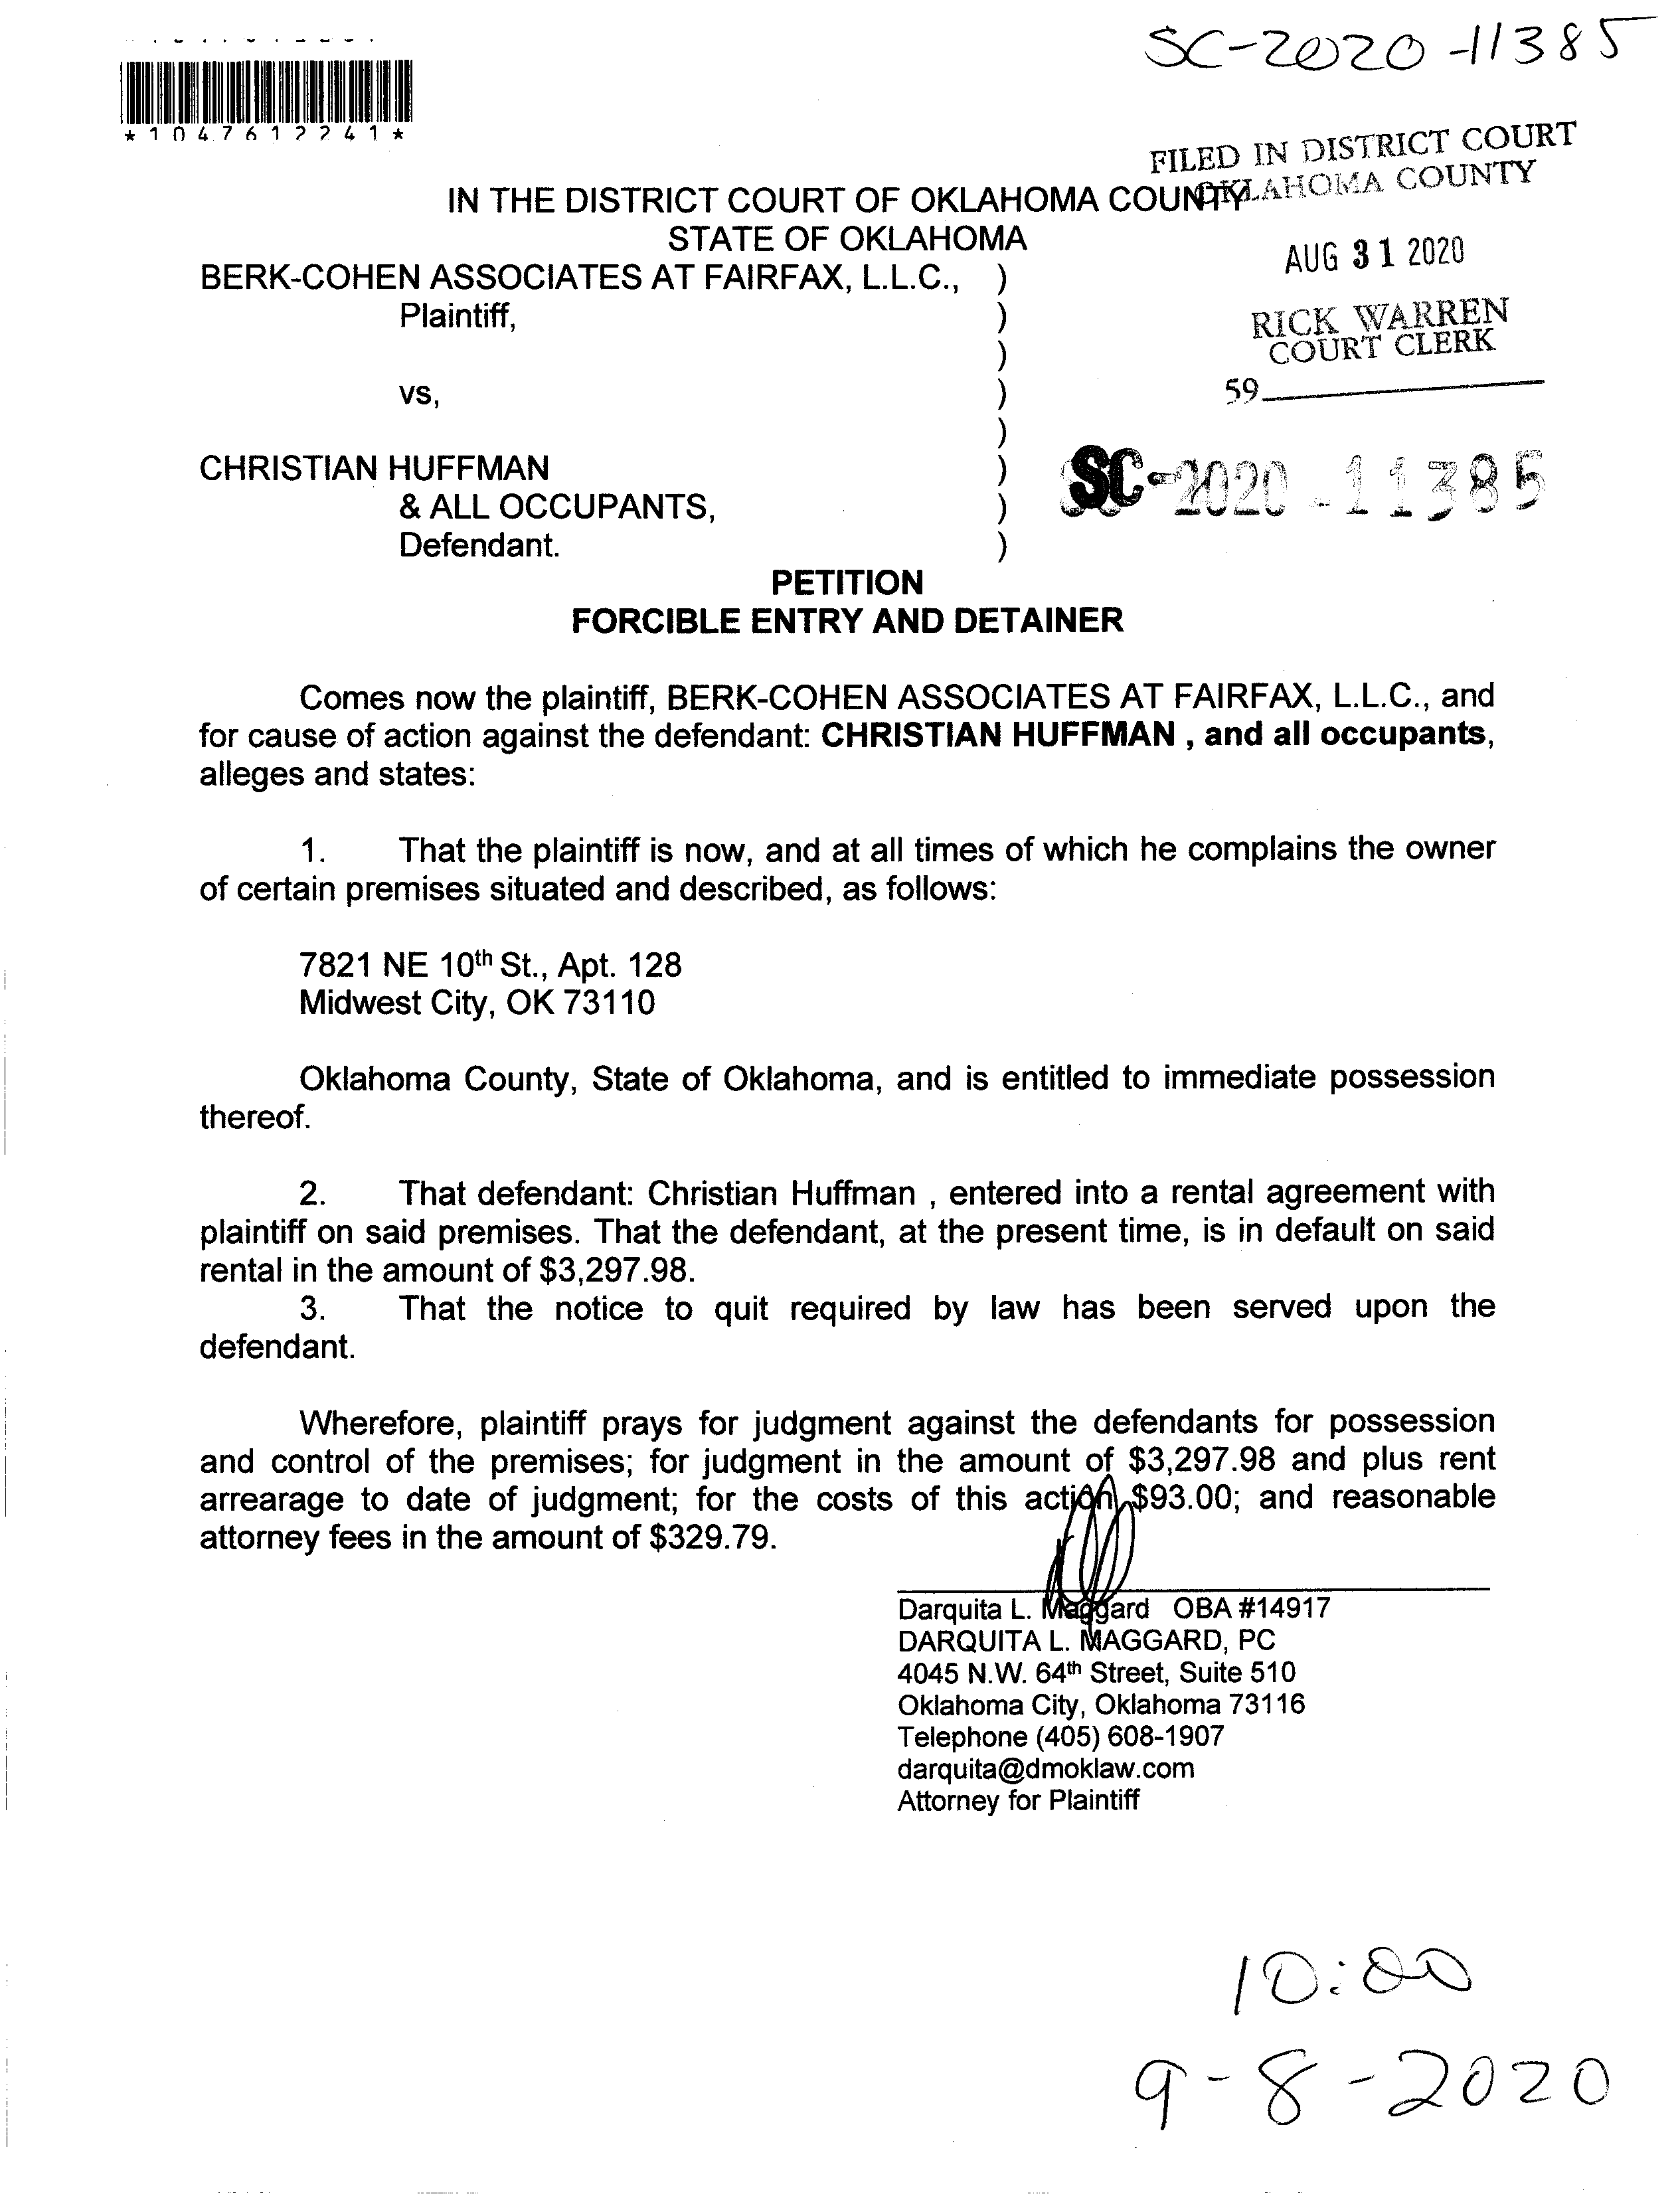 SC-2020-11385
*1047612241*
FILED IN DISTRICT COURT
OKLAHOMA COUNTY
IN THE DISTRICT COURT OF OKLAHOMA COUNTY
STATE OF OKLAHOMA
AUG 31 2020
BERK-COHEN ASSOCIATES AT FAIRFAX, L.L.C., )
Plaintiff, )
RICK WARREN
COURT CLERK
)
vs, )
59
)
CHRISTIAN HUFFMAN )
SC-2020-11385
& ALL OCCUPANTS, )
Defendant. )
PETITION
FORCIBLE ENTRY AND DETAINER
Comes now the plaintiff, BERK-COHEN ASSOCIATES AT FAIRFAX, L.L.C., and
for cause of action against the defendant: CHRISTIAN HUFFMAN , and all occupants,
alleges and states:
1. That the plaintiff is now, and at all times of which he complains the owner
of certain premises situated and described, as follows:
7821 NE 10th St., Apt. 128
Midwest City, OK 73110
Oklahoma County, State of Oklahoma, and is entitled to immediate possession
thereof.
2. That defendant: Christian Huffman , entered into a rental agreement with
plaintiff on said premises. That the defendant, at the present time, is in default on said
rental in the amount of $3,297.98.
3. That the notice to quit required by law has been served upon the
defendant.
Wherefore, plaintiff prays for judgment against the defendants for possession
and control of the premises; for judgment in the amount of $3,297.98 and plus rent
arrearage to date of judgment; for the costs of this action, $93.00; and reasonable
attorney fees in the amount of $329.79.
Darquita L. Maggard OBA #14917
DARQUITA L. MAGGARD, PC
4045 N.W. 64th Street, Suite 510
Oklahoma City, Oklahoma 73116
Telephone (405) 608-1907
darquita@dmoklaw.com
Attorney for Plaintiff
10:00
9-8-2020